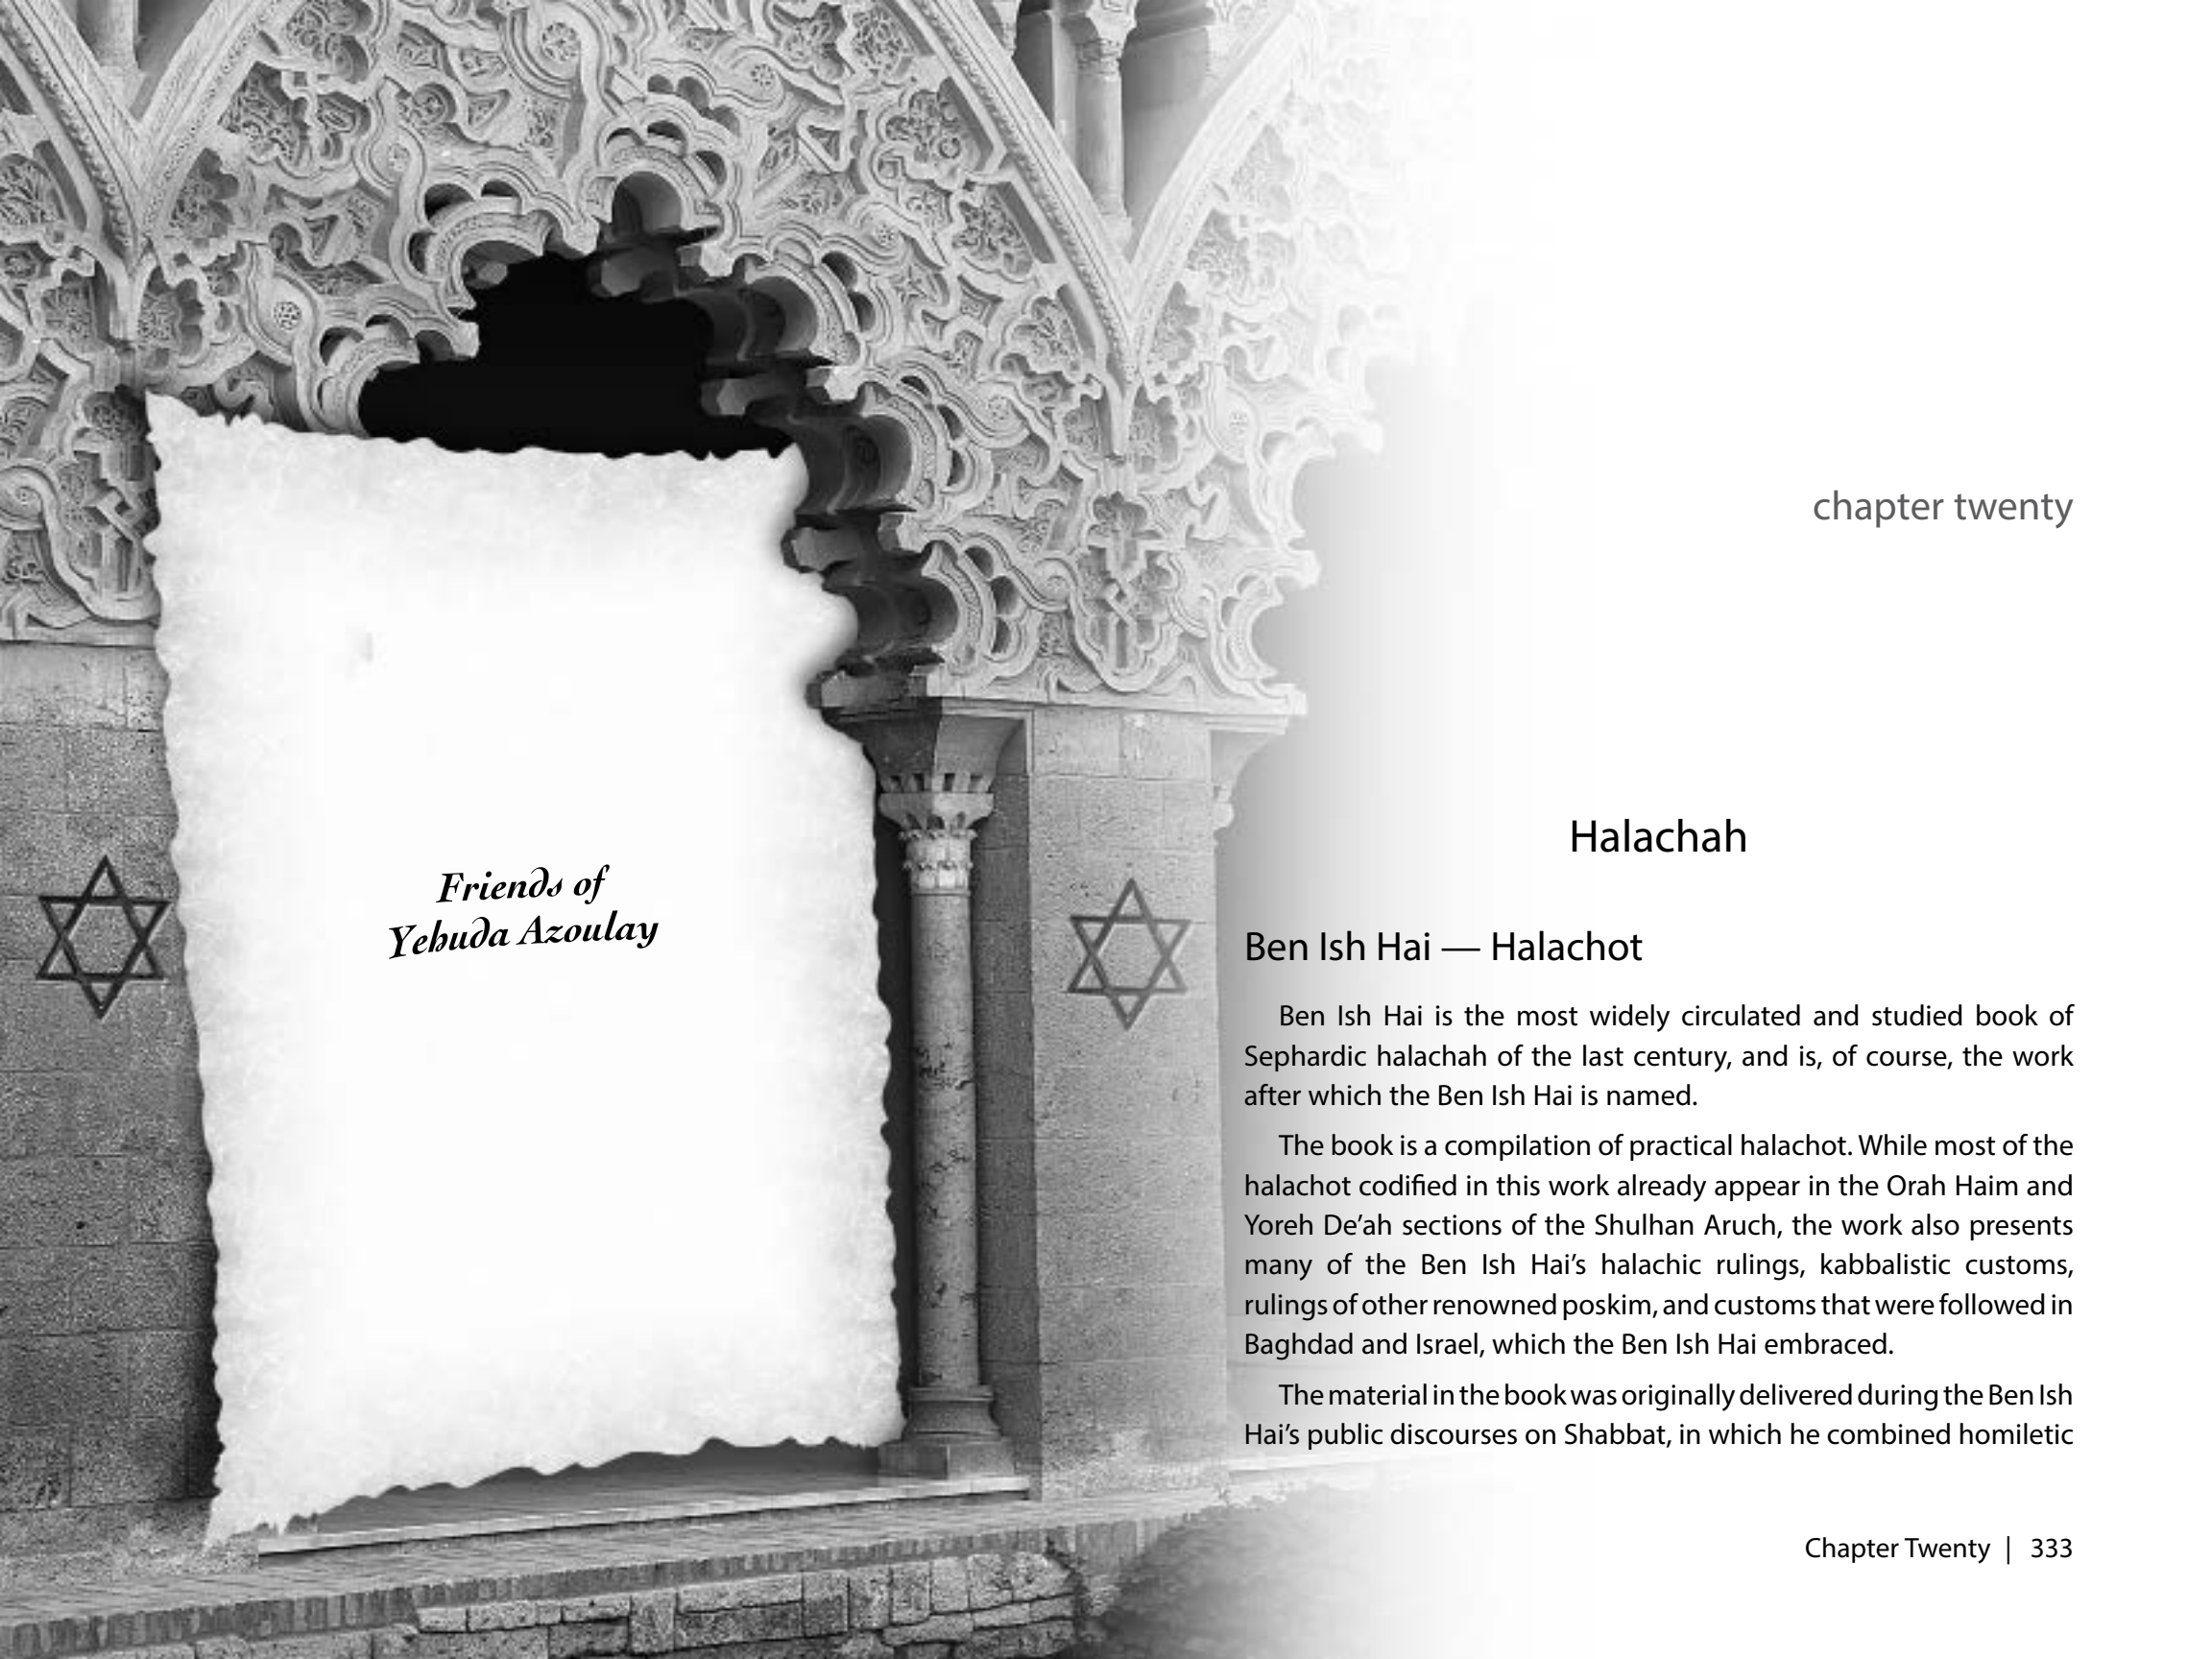 Friends of
Yehuda Azoulay
chapter twenty
Halachah
Ben Ish Hai — Halachot
Ben Ish Hai is the most widely circulated and studied book of
Sephardic halachah of the last century, and is, of course, the work
after which the Ben Ish Hai is named.
The book is a compilation of practical halachot. While most of the
halachot codified in this work already appear in the Orah Haim and
Yoreh De’ah sections of the Shulhan Aruch, the work also presents
many of the Ben Ish Hai’s halachic rulings, kabbalistic customs,
rulings of other renowned poskim, and customs that were followed in
Baghdad and Israel, which the Ben Ish Hai embraced.
The material in the book was originally delivered during the Ben Ish
Hai’s public discourses on Shabbat, in which he combined homiletic
Chapter Twenty | 333